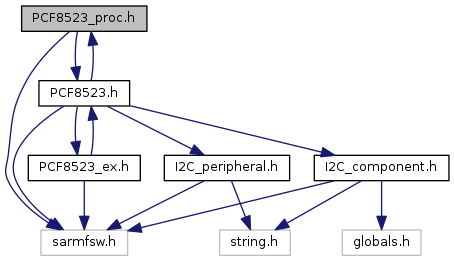 PCF8523_proc.h
PCF8523.h
PCF8523_ex.h
I2C_peripheral.h
I2C_component.h
sarmfsw.h
string.h
globals.h